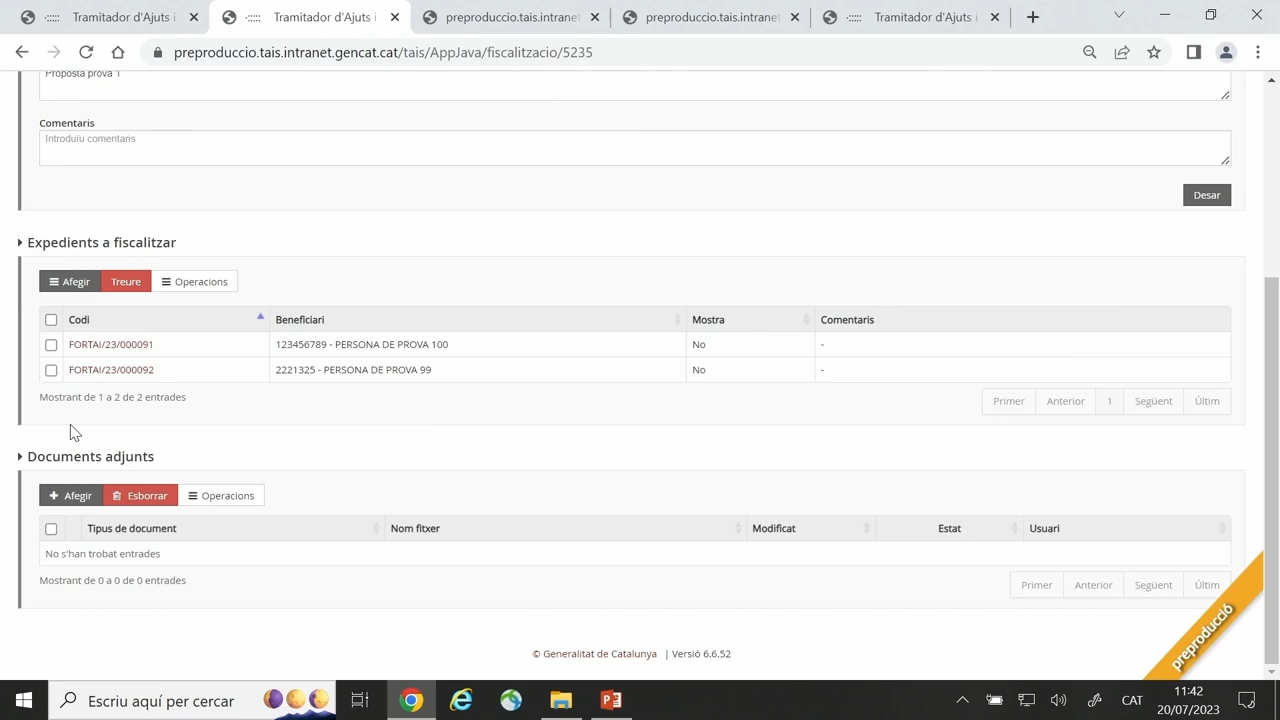 Tramitador d'Ajuts i
Tramitador d'Ajuts i
preproduccio.tais.intranet
preproduccio.tais.intranet.
Tramitador d'Ajuts i
preproduccio.tais.intranet.gencat.cat/tais/AppJava/fiscalitzacio/5235
Proposta prova 1
Comentaris
Introduïu comentaris
Desar
Expedients a fiscalitzar
Afegir Treure Operacions
Codi Beneficiari Mostra Comentaris
FORTAI/23/000091 123456789 - PERSONA DE PROVA 100 No -
FORTAI/23/000092 2221325 - PERSONA DE PROVA 99 No -
Mostrant de 1 a 2 de 2 entrades
Primer Anterior 1 Següent Últim
Documents adjunts
Afegir Esborrar Operacions
Tipus de document Nom fitxer Modificat Estat Usuari
No s'han trobat entrades
Mostrant de 0 a 0 de 0 entrades
Primer Anterior Següent Últim
preproducció
© Generalitat de Catalunya | Versió 6.6.52
Escriu aquí per cercar
CAT
11:42
20/07/2023